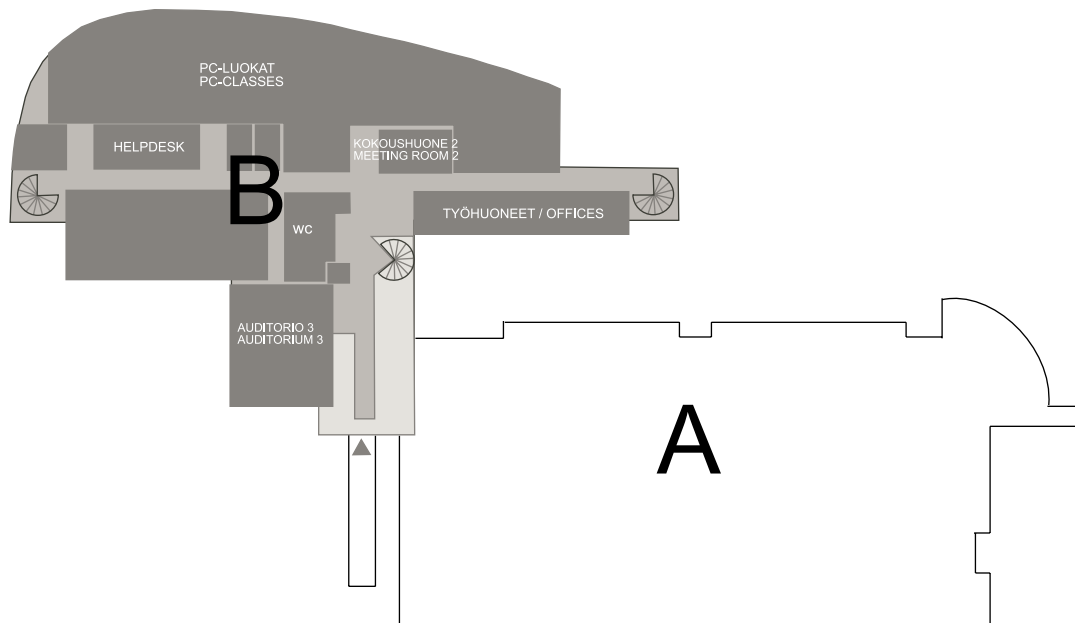 PC-LUOKAT
PC-CLASSES
HELPDESK
B
KOKOUSHUONE 2
MEETING ROOM 2
TYÖHUONEET / OFFICES
WC
AUDITORIO 3
AUDITORIUM 3
A